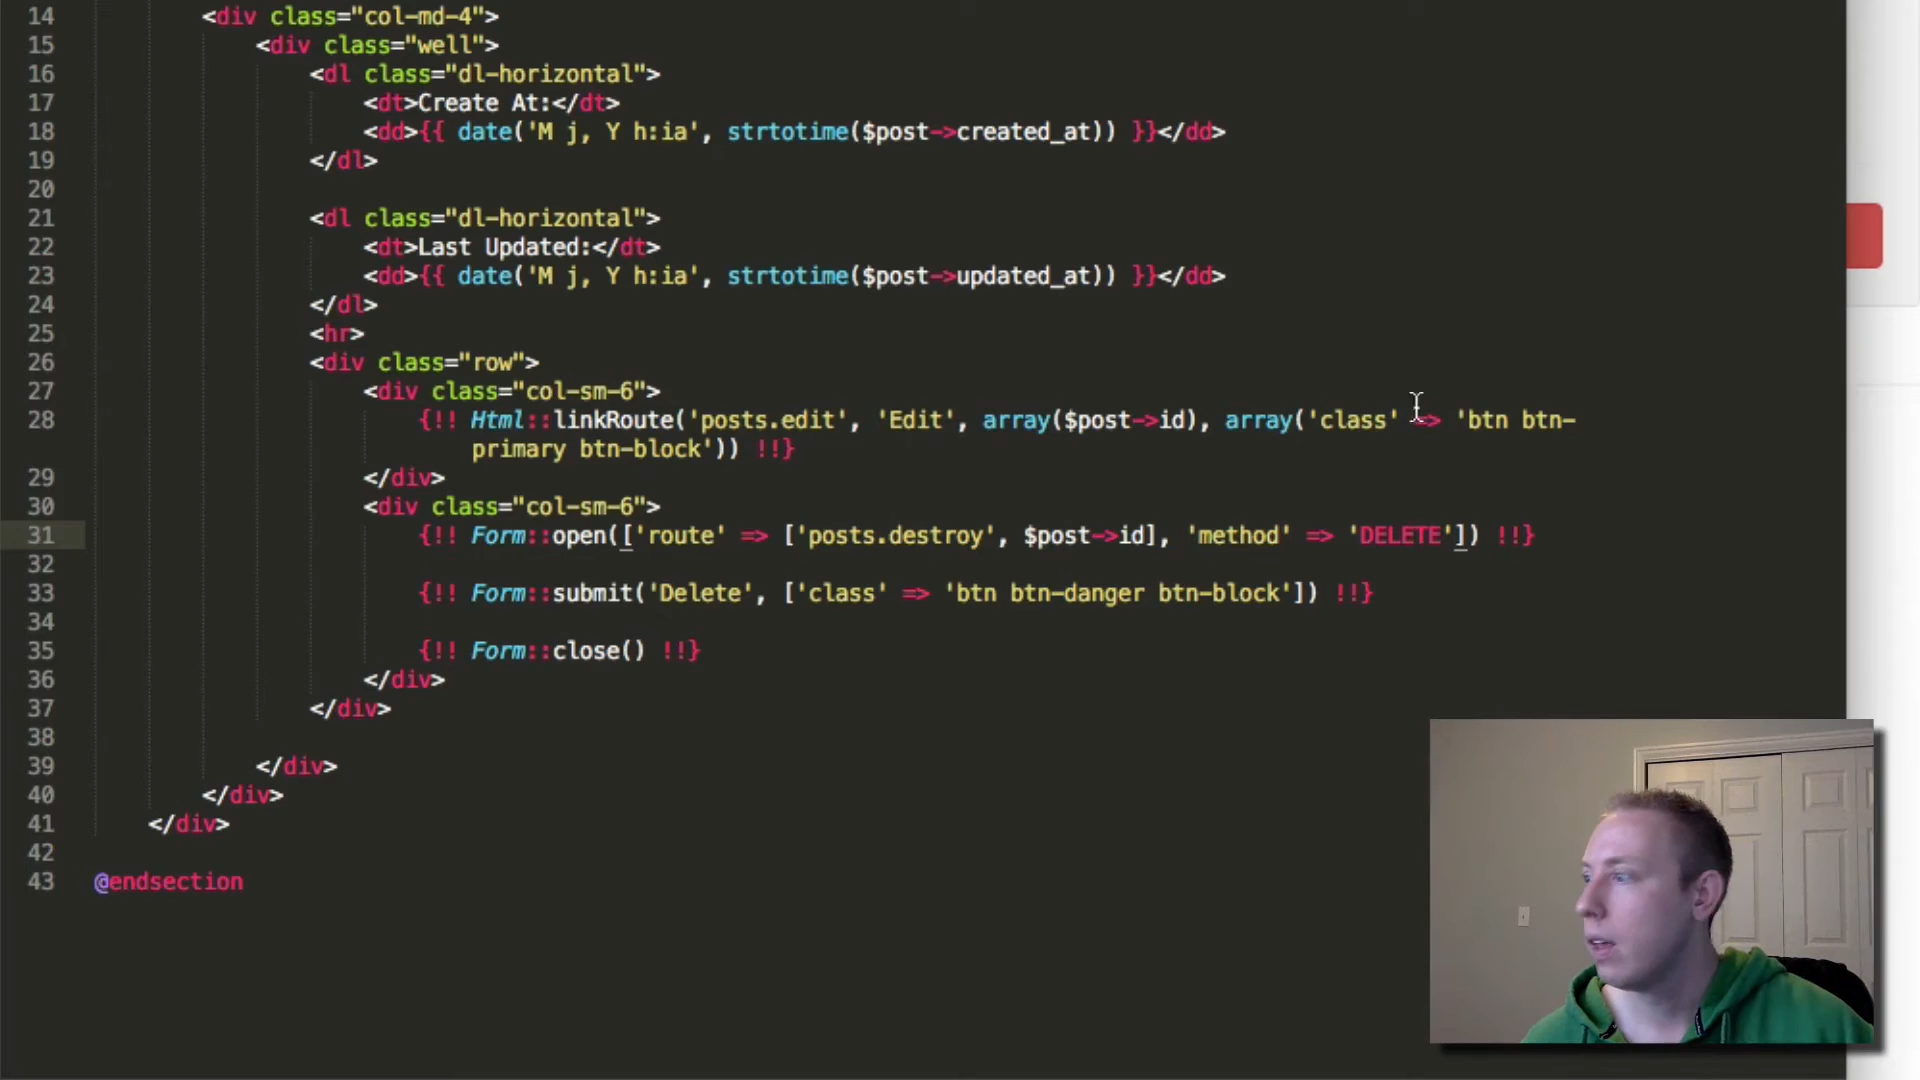 14 <div class="col-md-4">
15 <div class="well">
16 <dl class="dl-horizontal">
17 <dt>Create At:</dt>
18 <dd>{{ date('M j, Y h:ia', strtotime($post->created_at)) }}</dd>
19 </dl>
20
21 <dl class="dl-horizontal">
22 <dt>Last Updated:</dt>
23 <dd>{{ date('M j, Y h:ia', strtotime($post->updated_at)) }}</dd>
24 </dl>
25 <hr>
26 <div class="row">
27 <div class="col-sm-6">
28 {!! Html::linkRoute('posts.edit', 'Edit', array($post->id), array('class' => 'btn btn-
primary btn-block')) !!}
29 </div>
30 <div class="col-sm-6">
31 {!! Form::open(['route' => ['posts.destroy', $post->id], 'method' => 'DELETE']) !!}
32
33 {!! Form::submit('Delete', ['class' => 'btn btn-danger btn-block']) !!}
34
35 {!! Form::close() !!}
36 </div>
37 </div>
38
39 </div>
40 </div>
41 </div>
42
43 @endsection